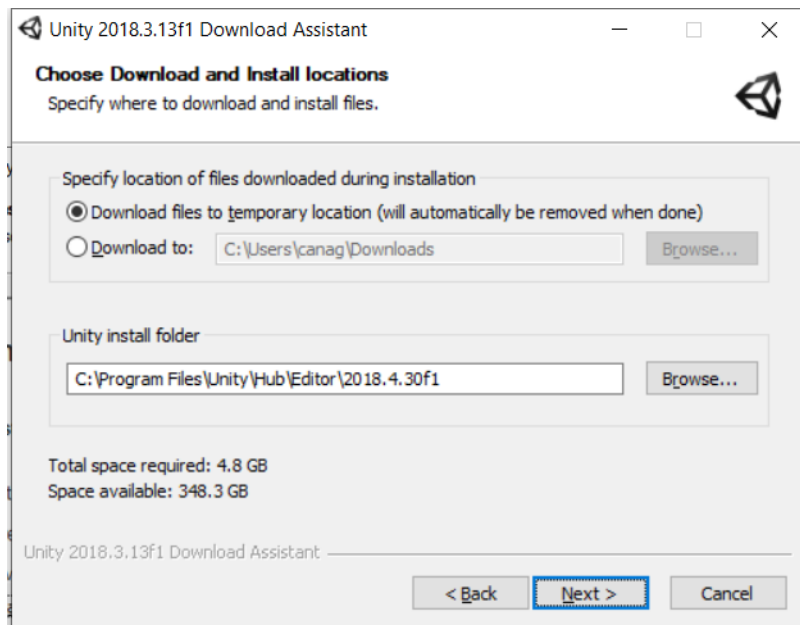 Unity 2018.3.13f1 Download Assistant
Choose Download and Install locations
Specify where to download and install files.
Specify location of files downloaded during installation
Download files to temporary location (will automatically be removed when done)
Download to: C:\Users\canag\Downloads Browse...
Unity install folder
C:\Program Files\Unity\Hub\Editor\2018.4.30f1 Browse...
Total space required: 4.8 GB
Space available: 348.3 GB
Unity 2018.3.13f1 Download Assistant
< Back Next > Cancel